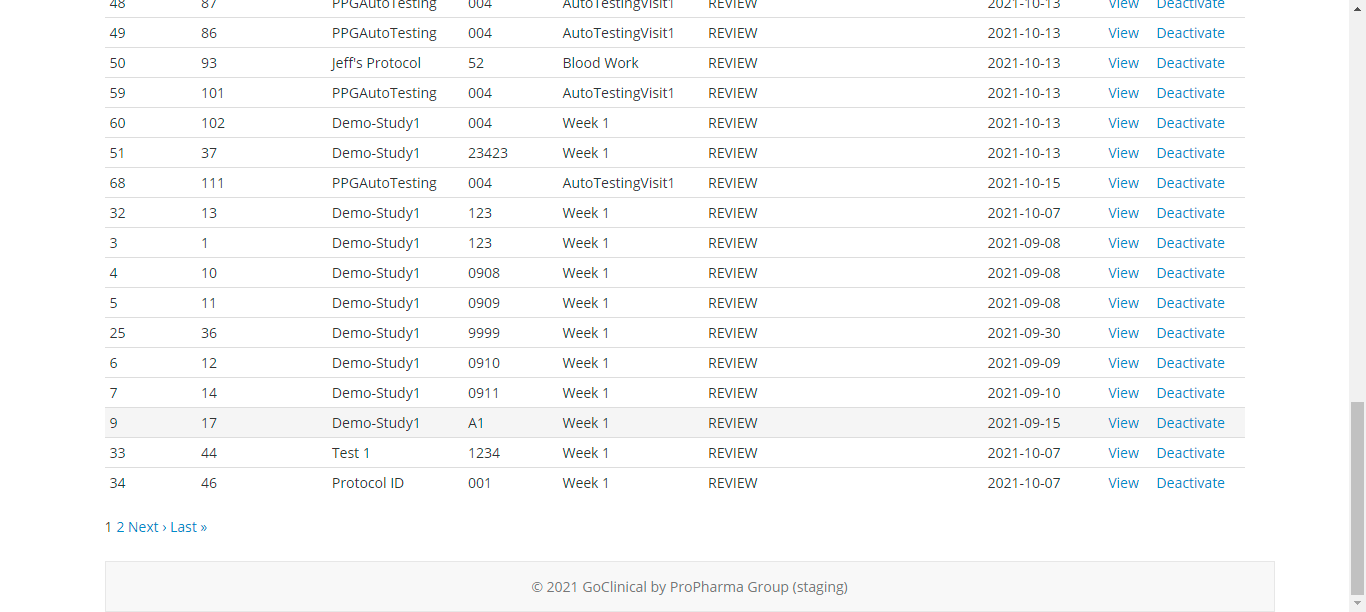 48 87 PPGAutoTesting 004 AutoTestingVisit1 REVIEW 2021-10-13 View Deactivate
49 86 PPGAutoTesting 004 AutoTestingVisit1 REVIEW 2021-10-13 View Deactivate
50 93 Jeff's Protocol 52 Blood Work REVIEW 2021-10-13 View Deactivate
59 101 PPGAutoTesting 004 AutoTestingVisit1 REVIEW 2021-10-13 View Deactivate
60 102 Demo-Study1 004 Week 1 REVIEW 2021-10-13 View Deactivate
51 37 Demo-Study1 23423 Week 1 REVIEW 2021-10-13 View Deactivate
68 111 PPGAutoTesting 004 AutoTestingVisit1 REVIEW 2021-10-15 View Deactivate
32 13 Demo-Study1 123 Week 1 REVIEW 2021-10-07 View Deactivate
3 1 Demo-Study1 123 Week 1 REVIEW 2021-09-08 View Deactivate
4 10 Demo-Study1 0908 Week 1 REVIEW 2021-09-08 View Deactivate
5 11 Demo-Study1 0909 Week 1 REVIEW 2021-09-08 View Deactivate
25 36 Demo-Study1 9999 Week 1 REVIEW 2021-09-30 View Deactivate
6 12 Demo-Study1 0910 Week 1 REVIEW 2021-09-09 View Deactivate
7 14 Demo-Study1 0911 Week 1 REVIEW 2021-09-10 View Deactivate
9 17 Demo-Study1 A1 Week 1 REVIEW 2021-09-15 View Deactivate
33 44 Test 1 1234 Week 1 REVIEW 2021-10-07 View Deactivate
34 46 Protocol ID 001 Week 1 REVIEW 2021-10-07 View Deactivate
1 2 Next › Last »
© 2021 GoClinical by ProPharma Group (staging)